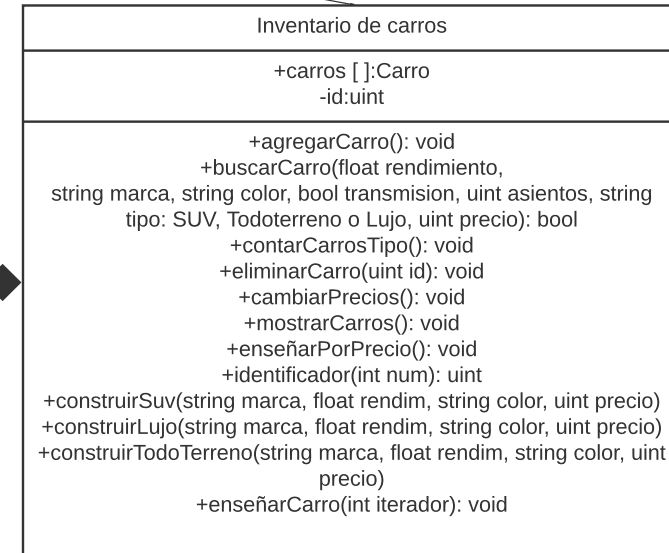 Inventario de carros
+carros [ ]:Carro
-id:uint
+agregarCarro(): void
+buscarCarro(float rendimiento,
string marca, string color, bool transmision, uint asientos, string
tipo: SUV, Todoterreno o Lujo, uint precio): bool
+contarCarrosTipo(): void
+eliminarCarro(uint id): void
+cambiarPrecios(): void
+mostrarCarros(): void
+enseñarPorPrecio(): void
+identificador(int num): uint
+construirSuv(string marca, float rendim, string color, uint precio)
+construirLujo(string marca, float rendim, string color, uint precio)
+construirTodoTerreno(string marca, float rendim, string color, uint
precio)
+enseñarCarro(int iterador): void